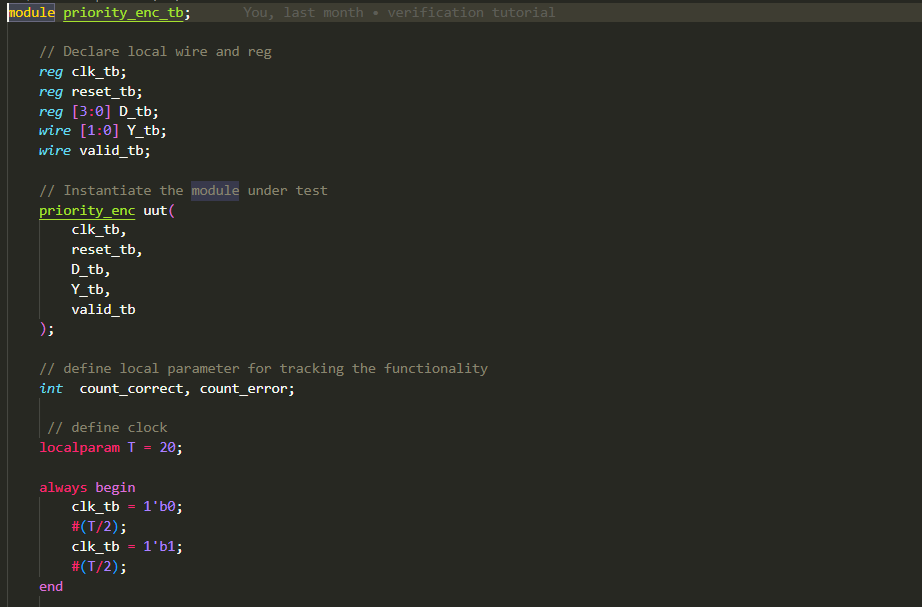 module priority_enc_tb; You, last month • verification tutorial
// Declare local wire and reg
reg clk_tb;
reg reset_tb;
reg [3:0] D_tb;
wire [1:0] Y_tb;
wire valid_tb;
// Instantiate the module under test
priority_enc uut(
clk_tb,
reset_tb,
D_tb,
Y_tb,
valid_tb
);
// define local parameter for tracking the functionality
int  count_correct, count_error;
// define clock
localparam T = 20;
always begin
clk_tb = 1'b0;
#(T/2);
clk_tb = 1'b1;
#(T/2);
end